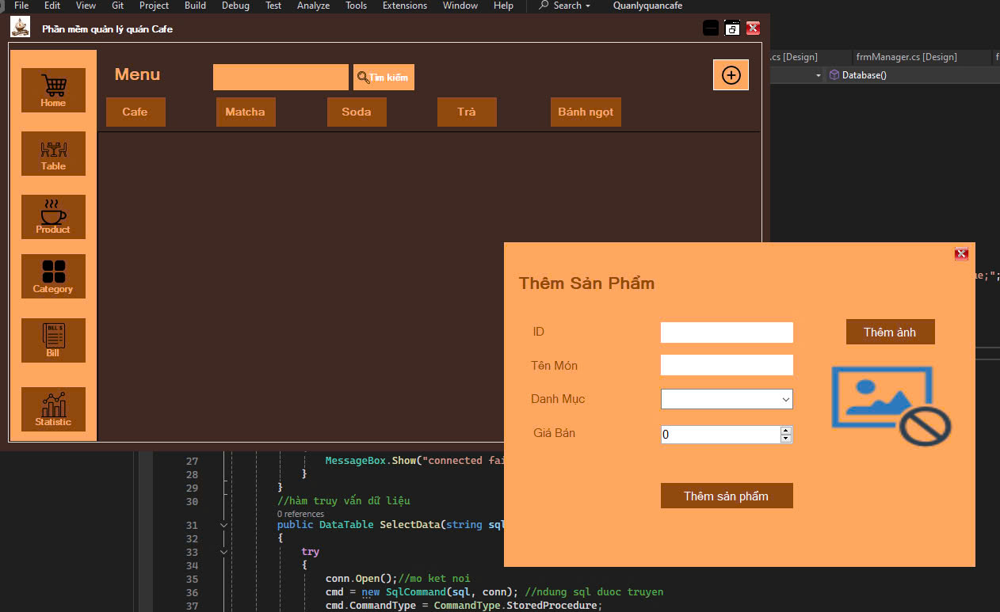 File Edit View Git Project Build Debug Test Analyze Tools Extensions Window Help Search Quanlyquancafe
Phần mềm quản lý quán Cafe
.cs [Design] frmManager.cs [Design] f
Database()
Menu
Tìm kiếm
Cafe Matcha Soda Trà Bánh ngọt
Home
Table
Product
Category
BILL $
Bill
Statistic
ue;";
Thêm Sản Phẩm
ID
Thêm ảnh
Tên Món
Danh Mục
Giá Bán 0
Thêm sản phẩm
27 MessageBox.Show("connected fai
28 }
29 }
30 //hàm truy vấn dữ liệu
0 references
31 public DataTable SelectData(string sql
32 {
33 try
34 {
35 conn.Open();//mo ket noi
36 cmd = new SqlCommand(sql, conn); //ndung sql duoc truyen
37 cmd.CommandType = CommandType.StoredProcedure;